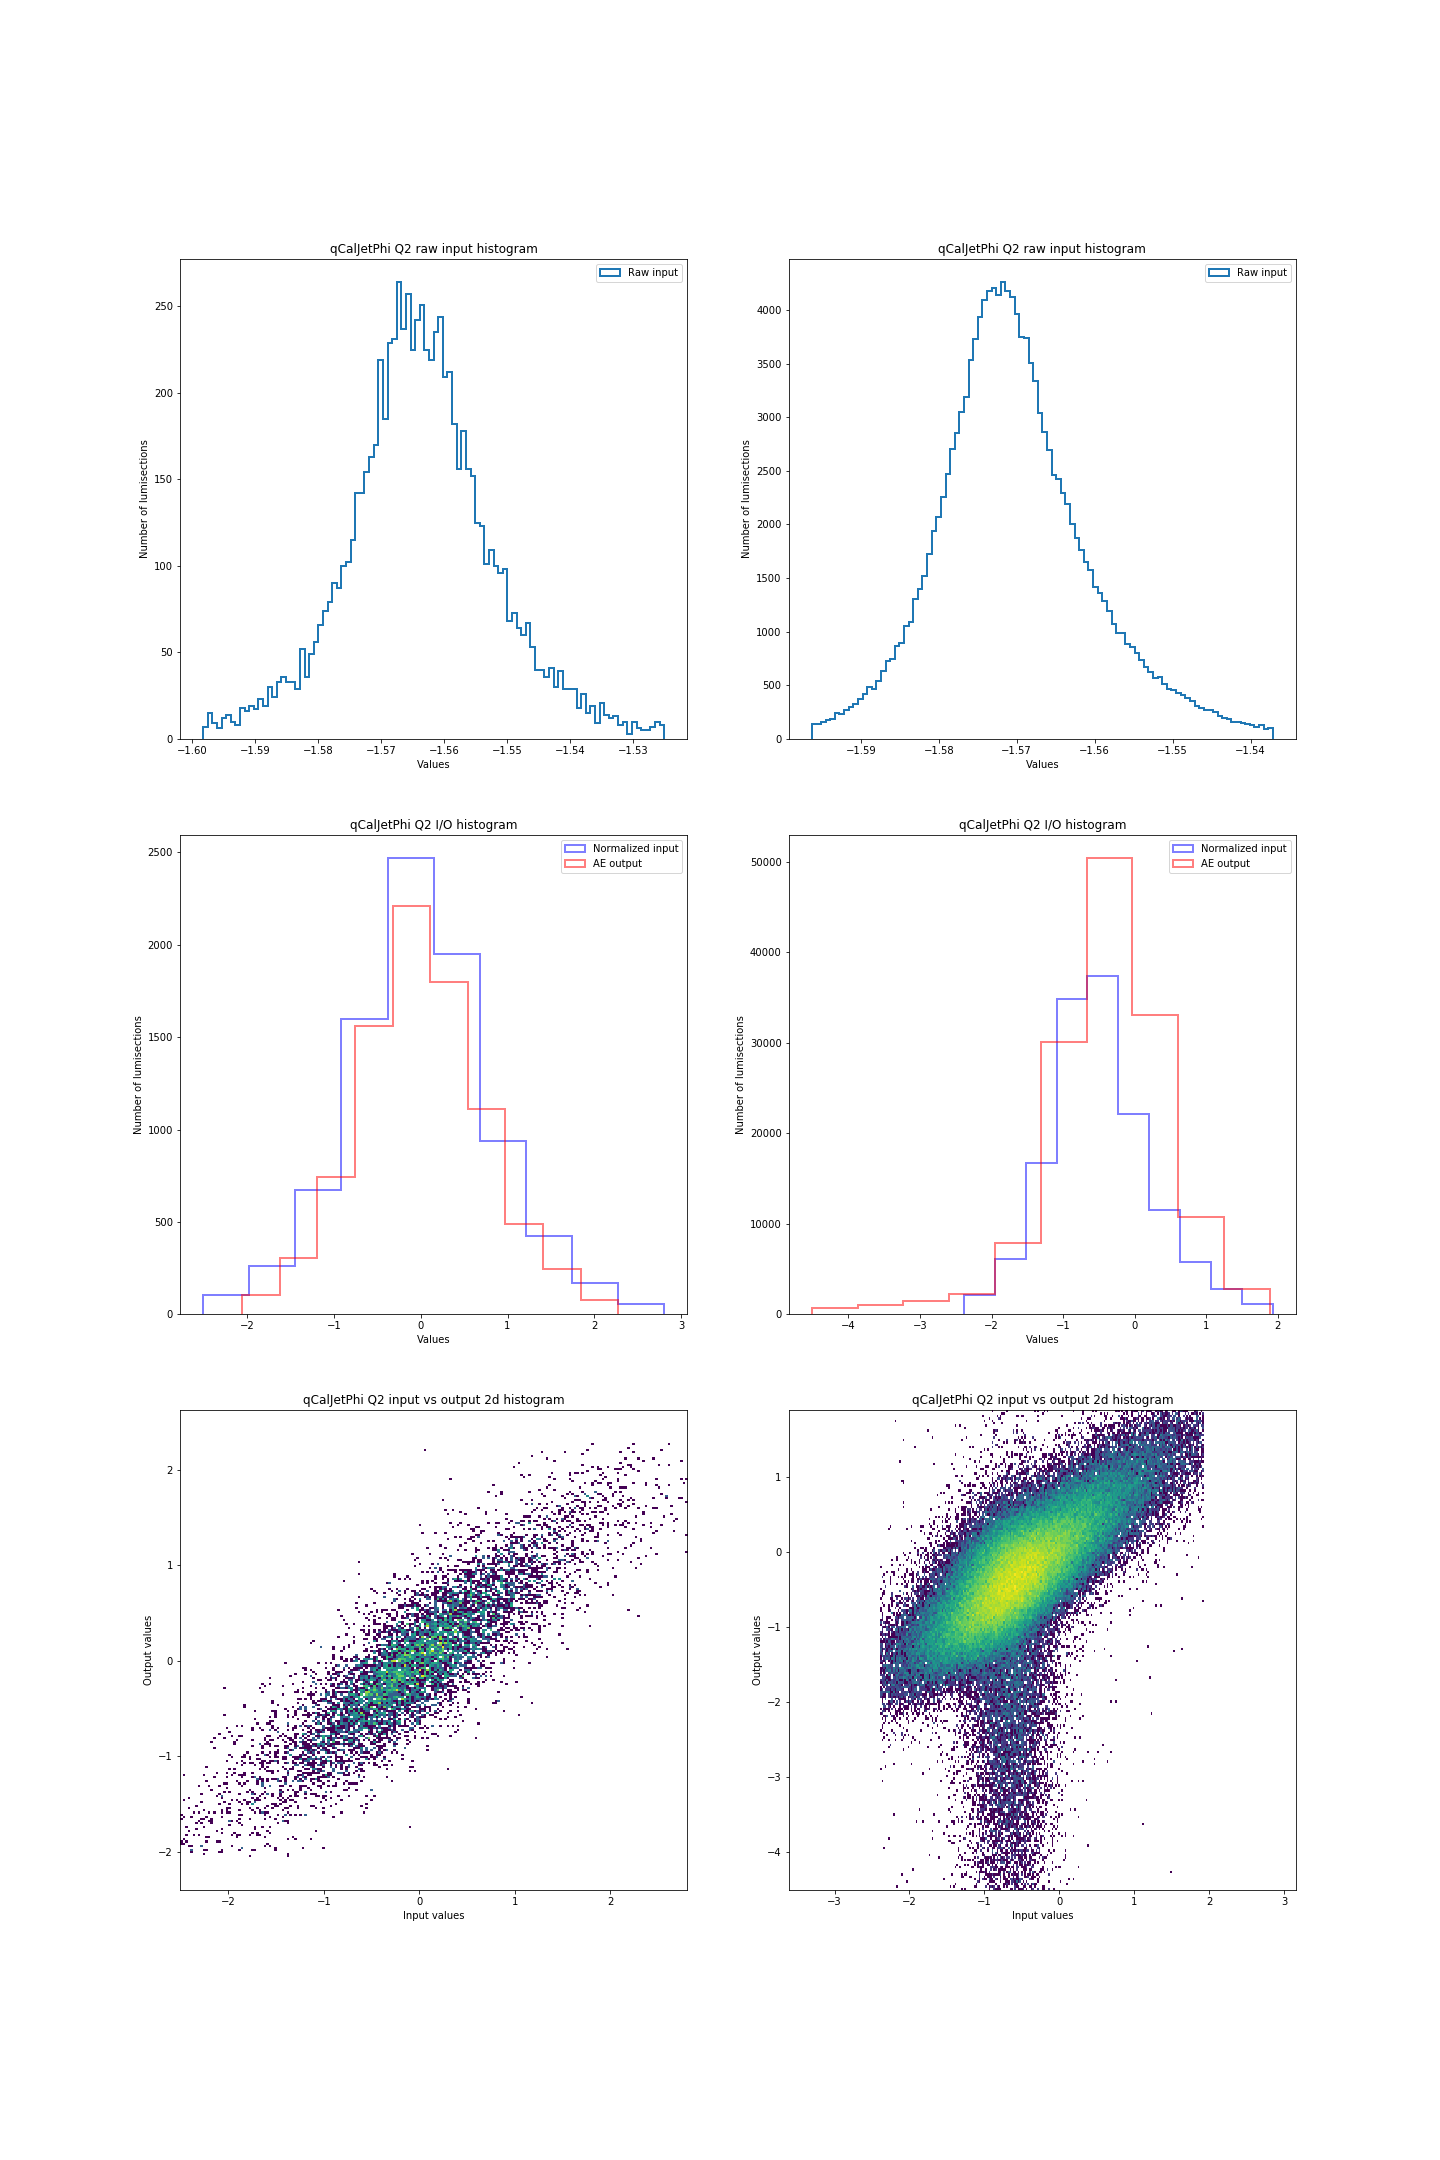 qCalJetPhi Q2 raw input histogram
Raw input
250
200
150
100
50
0
Number of lumisections
−1.60 −1.59 −1.58 −1.57 −1.56 −1.55 −1.54 −1.53
Values
qCalJetPhi Q2 raw input histogram
Raw input
4000
3500
3000
2500
2000
1500
1000
500
0
Number of lumisections
−1.59 −1.58 −1.57 −1.56 −1.55 −1.54
Values
qCalJetPhi Q2 I/O histogram
Normalized input
AE output
2500
2000
1500
1000
500
0
Number of lumisections
−2 −1 0 1 2 3
Values
qCalJetPhi Q2 I/O histogram
Normalized input
AE output
50000
40000
30000
20000
10000
0
Number of lumisections
−4 −3 −2 −1 0 1 2
Values
qCalJetPhi Q2 input vs output 2d histogram
2
1
0
−1
−2
Output values
−2 −1 0 1 2
Input values
qCalJetPhi Q2 input vs output 2d histogram
1
0
−1
−2
−3
−4
Output values
−3 −2 −1 0 1 2 3
Input values